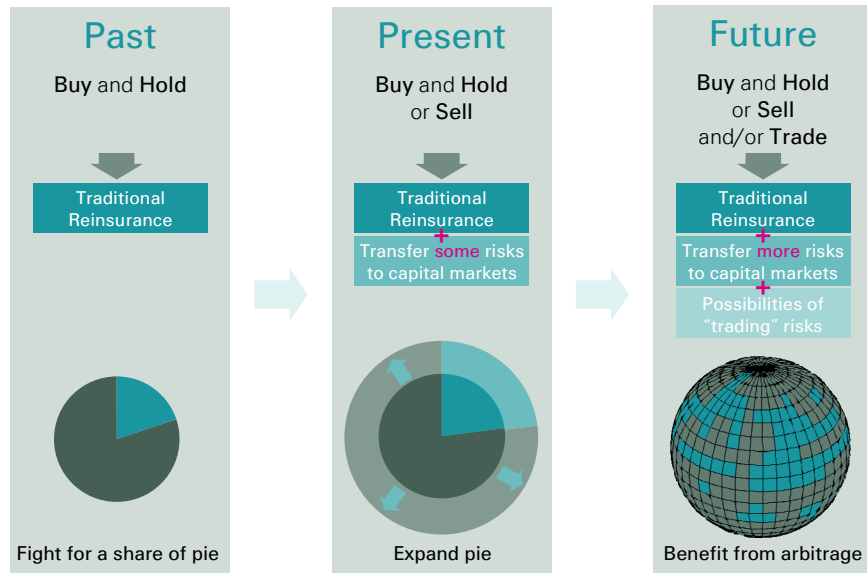 Past
Buy and Hold
Traditional
Reinsurance
Fight for a share of pie
Present
Buy and Hold
or Sell
Traditional
Reinsurance
+
Transfer some risks
to capital markets
Expand pie
Future
Buy and Hold
or Sell
and/or Trade
Traditional
Reinsurance
+
Transfer more risks
to capital markets
+
Possibilities of
"trading" risks
Benefit from arbitrage